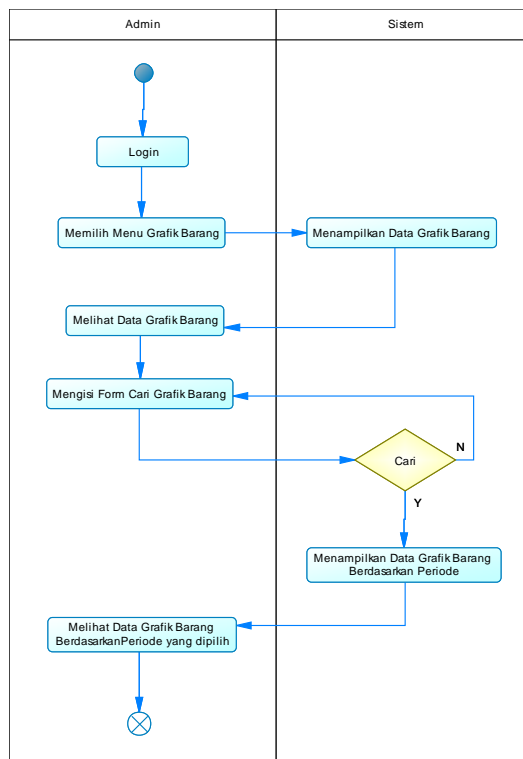 Admin
Sistem
Login
Memilih Menu Grafik Barang
Menampilkan Data Grafik Barang
Melihat Data Grafik Barang
Mengisi Form Cari Grafik Barang
N
Cari
Y
Menampilkan Data Grafik Barang
Berdasarkan Periode
Melihat Data Grafik Barang
BerdasarkanPeriode yang dipilih